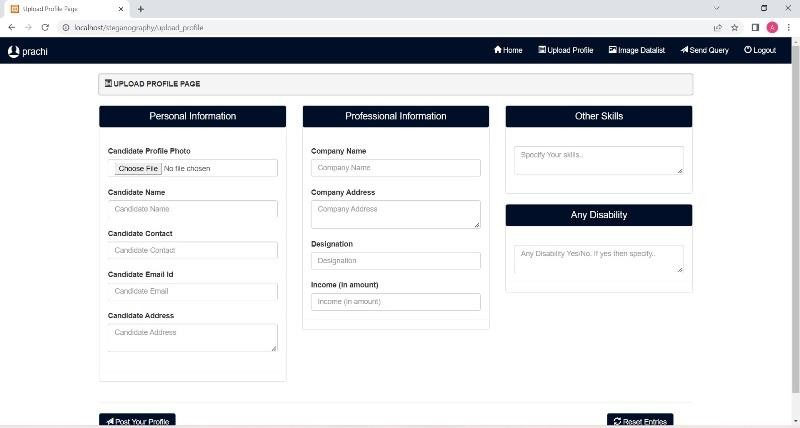 Upload Profile Page
localhost/steganography/upload_profile
A
prachi
Home
Upload Profile
Image Datalist
Send Query
Logout
UPLOAD PROFILE PAGE
Personal Information
Candidate Profile Photo
Choose File No file chosen
Candidate Name
Candidate Name
Candidate Contact
Candidate Contact
Candidate Email Id
Candidate Email
Candidate Address
Candidate Address
Professional Information
Company Name
Company Name
Company Address
Company Address
Designation
Designation
Income (in amount)
Income (in amount)
Other Skills
Specify Your skills..
Any Disability
Any Disability Yes/No. If yes then specify..
Post Your Profile
Reset Entries